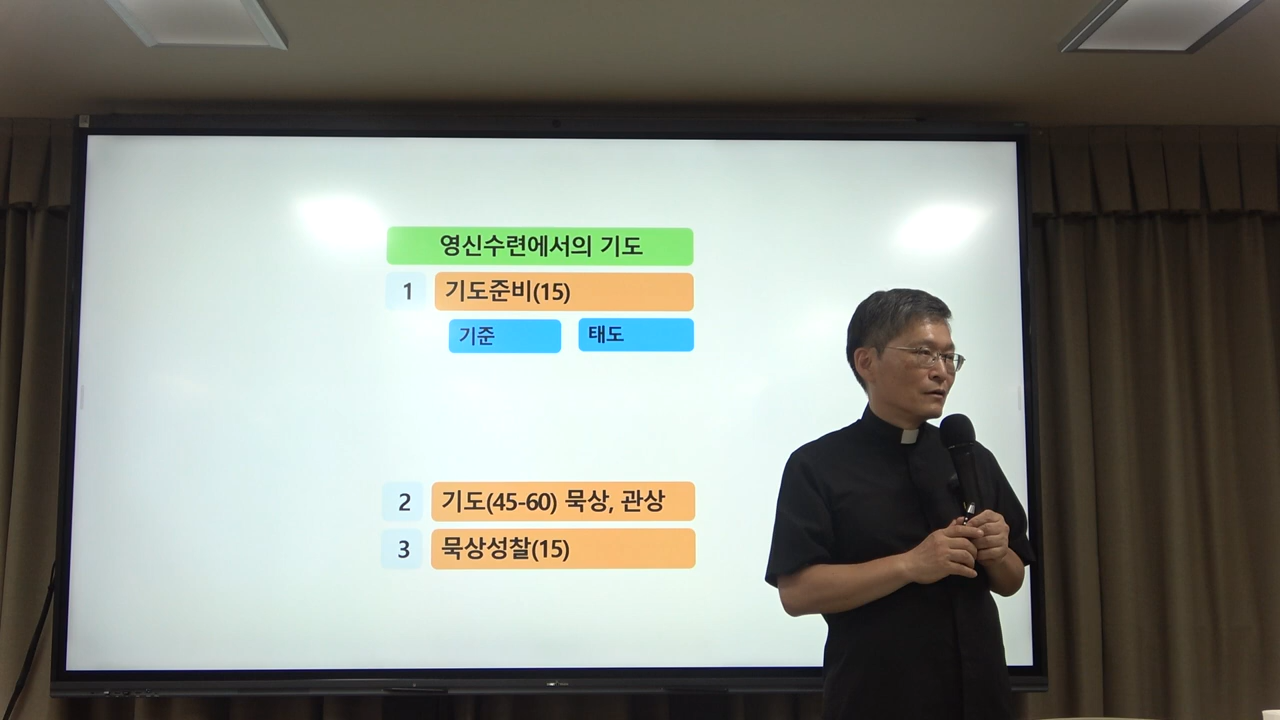 영신수련에서의 기도
1 기도준비(15)
기준 태도
2 기도(45-60) 묵상, 관상
3 묵상성찰(15)